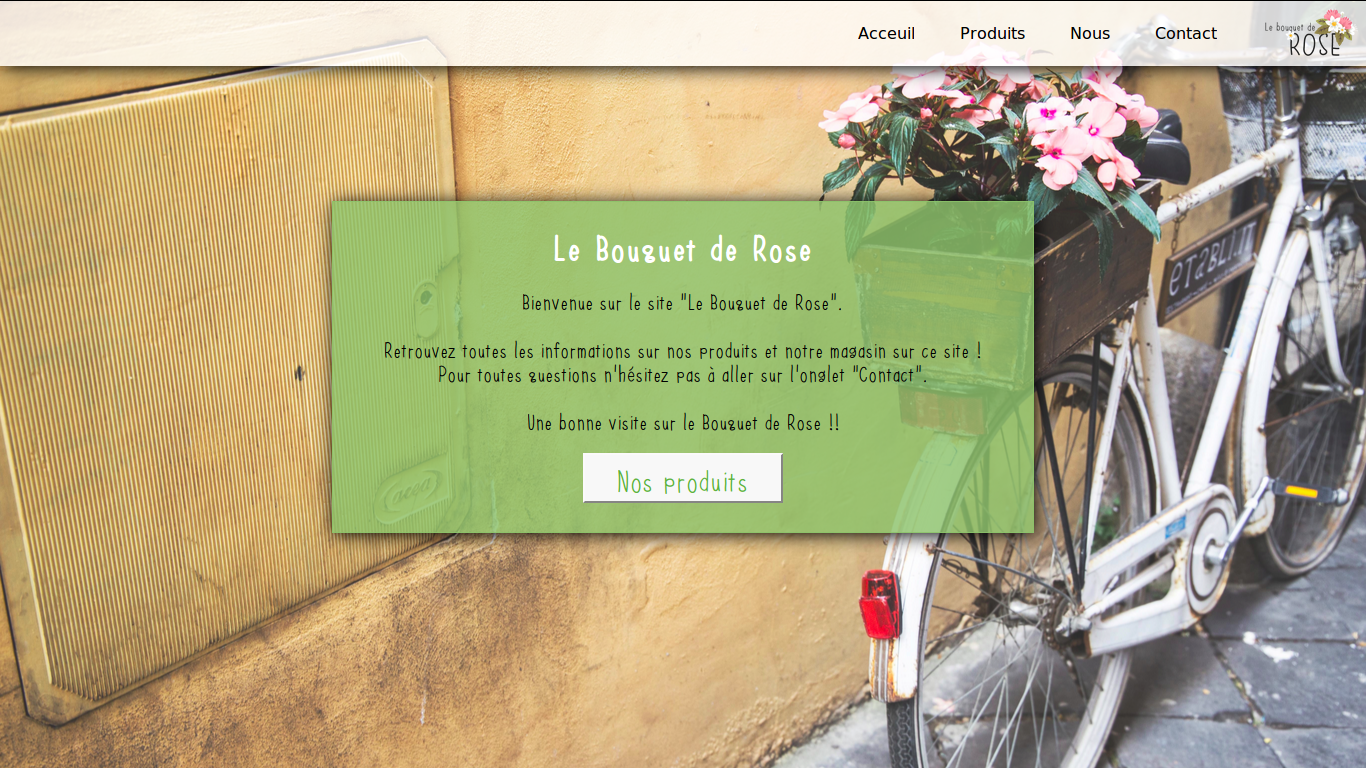 Acceuil Produits Nous Contact
Le bouquet de
ROSE
Le Bouquet de Rose
Bienvenue sur le site "Le Bouquet de Rose".
Retrouvez toutes les informations sur nos produits et notre magasin sur ce site !
Pour toutes questions n'hésitez pas à aller sur l'onglet "Contact".
Une bonne visite sur le Bouquet de Rose !!
Nos produits